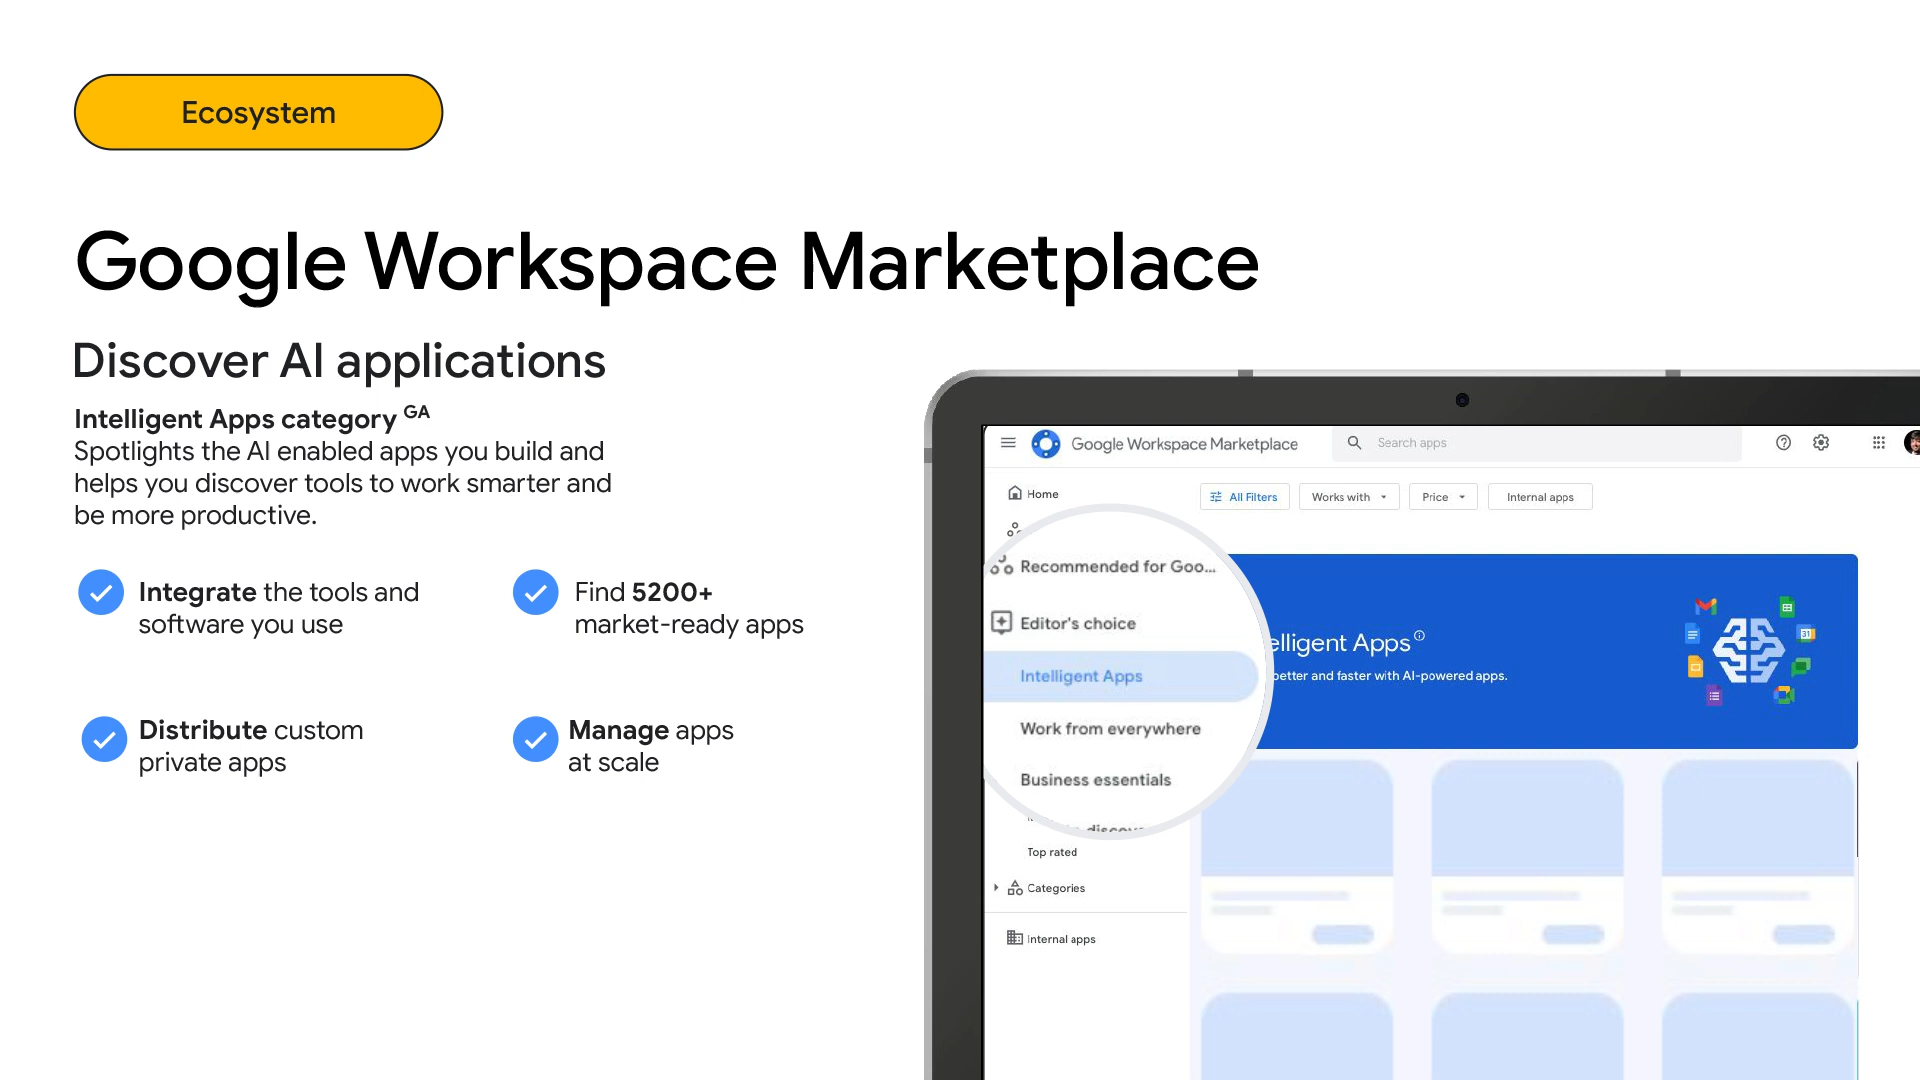 Ecosystem
Google Workspace Marketplace
Discover AI applications
Intelligent Apps category GA
Spotlights the AI enabled apps you build and
helps you discover tools to work smarter and
be more productive.
Integrate the tools and
software you use
Find 5200+
market-ready apps
Distribute custom
private apps
Manage apps
at scale
Google Workspace Marketplace
Search apps
Home
All Filters
Works with
Price
Internal apps
Recommended for Goo...
Editor's choice
Intelligent Apps
Work from everywhere
Business essentials
Top rated
Categories
Internal apps
elligent Apps
better and faster with AI-powered apps.
31